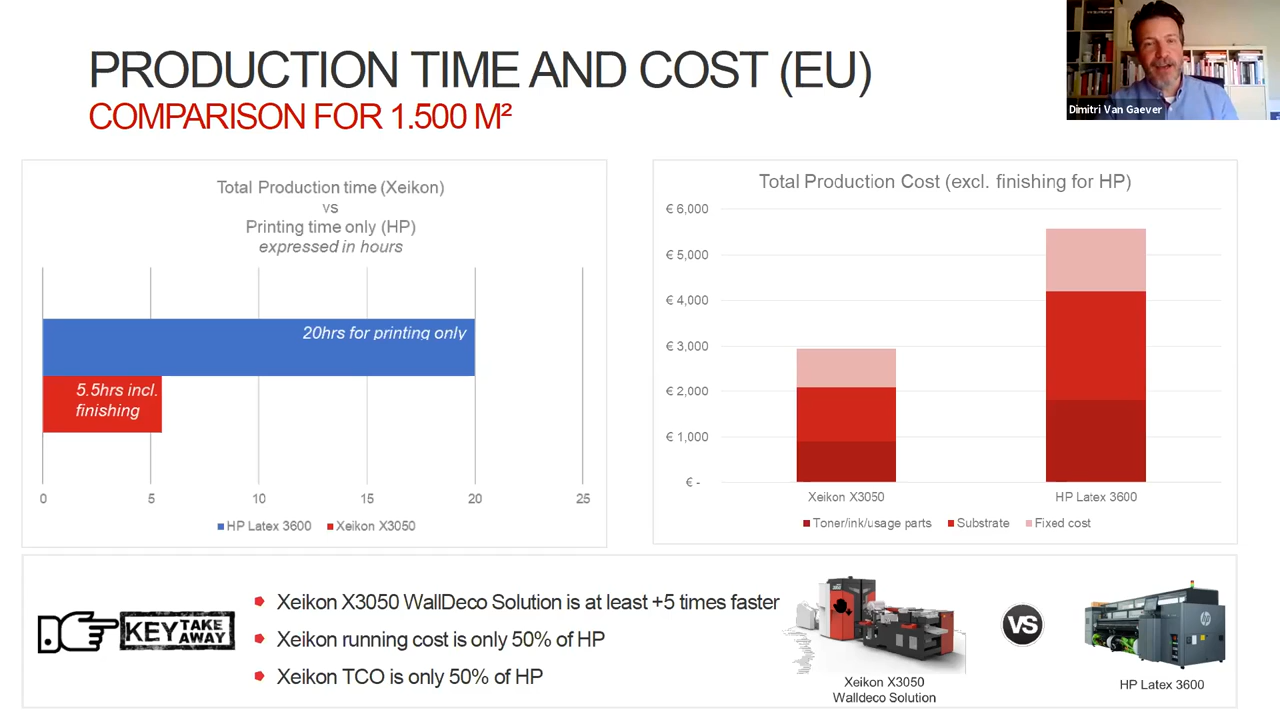 PRODUCTION TIME AND COST (EU)
COMPARISON FOR 1.500 M²
Dimitri Van Gaever
Total Production time (Xeikon)
vs
Printing time only (HP)
expressed in hours
20hrs for printing only
5.5hrs incl.
finishing
0 5 10 15 20 25
HP Latex 3600 Xeikon X3050
Total Production Cost (excl. finishing for HP)
€ 6,000
€ 5,000
€ 4,000
€ 3,000
€ 2,000
€ 1,000
€ -
Xeikon X3050 HP Latex 3600
Toner/ink/usage parts Substrate Fixed cost
KEY TAKE AWAY
Xeikon X3050 WallDeco Solution is at least +5 times faster
Xeikon running cost is only 50% of HP
Xeikon TCO is only 50% of HP
Xeikon X3050
Walldeco Solution
VS
hp
HP Latex 3600